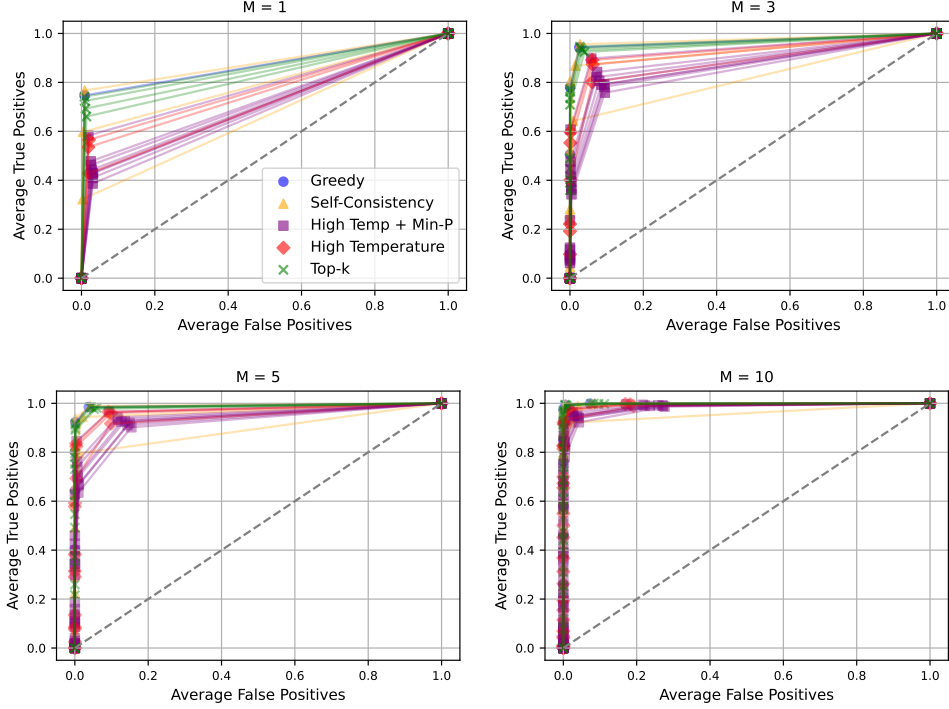 M = 1
1.0
0.8
0.6
0.4
0.2
0.0
Average True Positives
Greedy
Self-Consistency
High Temp + Min-P
High Temperature
Top-k
0.0 0.2 0.4 0.6 0.8 1.0
Average False Positives
M = 3
1.0
0.8
0.6
0.4
0.2
0.0
Average True Positives
0.0 0.2 0.4 0.6 0.8 1.0
Average False Positives
M = 5
1.0
0.8
0.6
0.4
0.2
0.0
Average True Positives
0.0 0.2 0.4 0.6 0.8 1.0
Average False Positives
M = 10
1.0
0.8
0.6
0.4
0.2
0.0
Average True Positives
0.0 0.2 0.4 0.6 0.8 1.0
Average False Positives